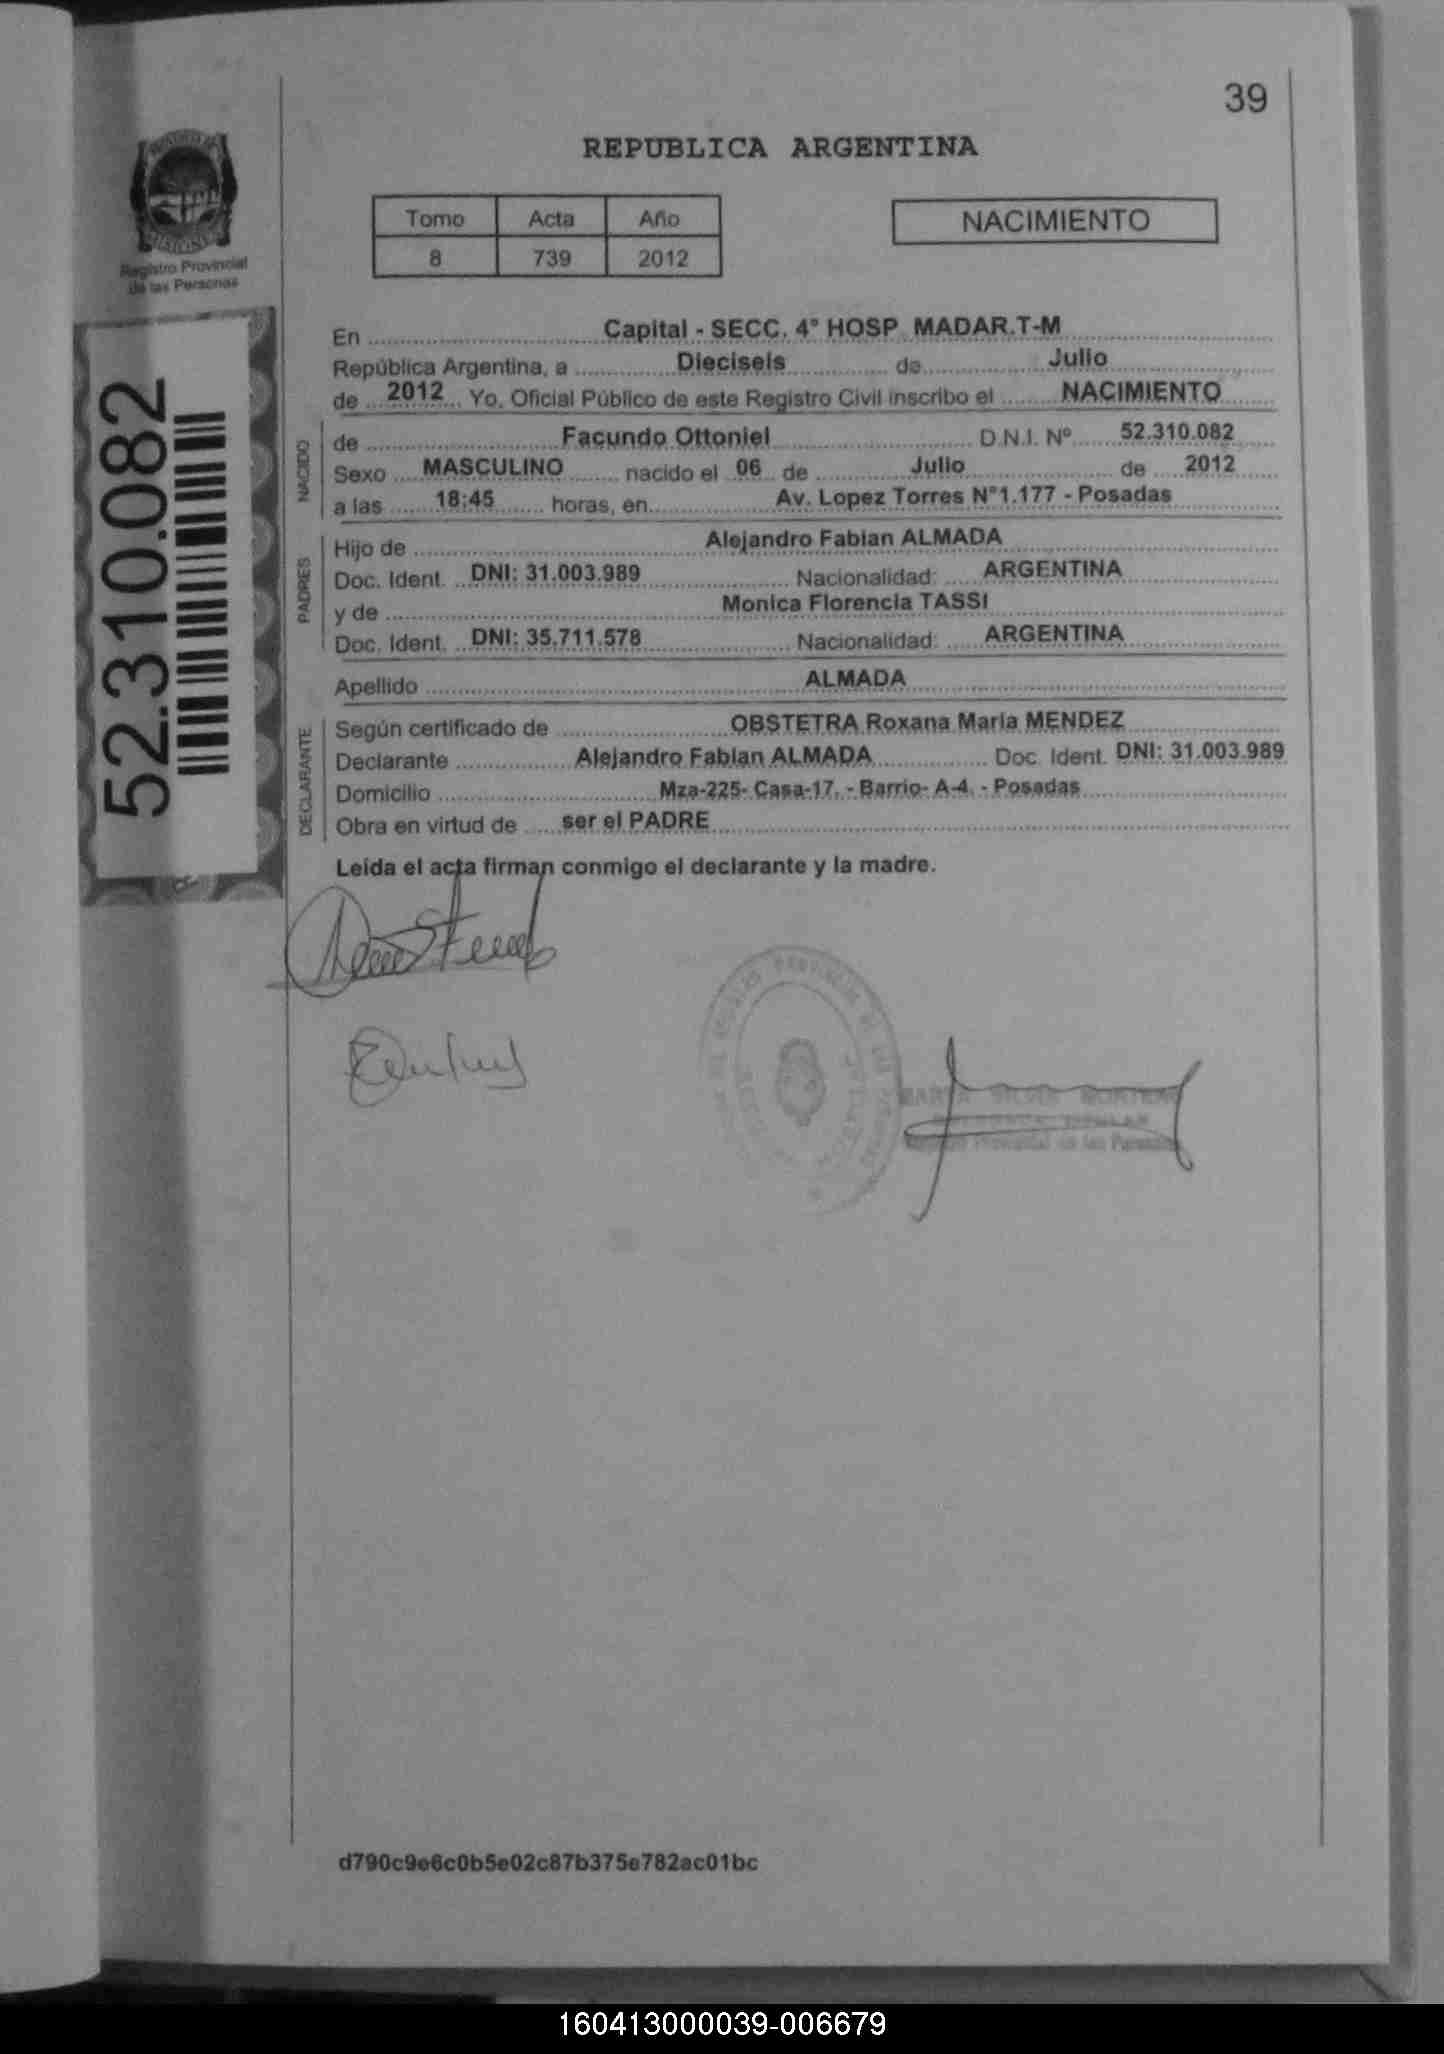 39
REPUBLICA ARGENTINA
Tomo Acta Año
8 739 2012
NACIMIENTO
Registro Provincial
de las Personas
52.310.082
En Capital - SECC. 4° HOSP. MADAR.T-M
República Argentina, a Dieciseis de Julio
de 2012 Yo, Oficial Público de este Registro Civil inscribo el NACIMIENTO
NACIDO
de Facundo Ottoniel D.N.I. Nº 52.310.082
Sexo MASCULINO nacido el 06 de Julio de 2012
a las 18:45 horas, en Av. Lopez Torres N°1.177 - Posadas
PADRES
Hijo de Alejandro Fabian ALMADA
Doc. Ident. DNI: 31.003.989 Nacionalidad: ARGENTINA
y de Monica Florencia TASSI
Doc. Ident. DNI: 35.711.578 Nacionalidad: ARGENTINA
Apellido ALMADA
DECLARANTE
Según certificado de OBSTETRA Roxana Maria MENDEZ
Declarante Alejandro Fabian ALMADA Doc. Ident. DNI: 31.003.989
Domicilio Mza-225- Casa-17. - Barrio- A-4. - Posadas
Obra en virtud de ser el PADRE
Leida el acta firman conmigo el declarante y la madre.
d790c9e6c0b5e02c87b375e782ac01bc
160413000039-006679